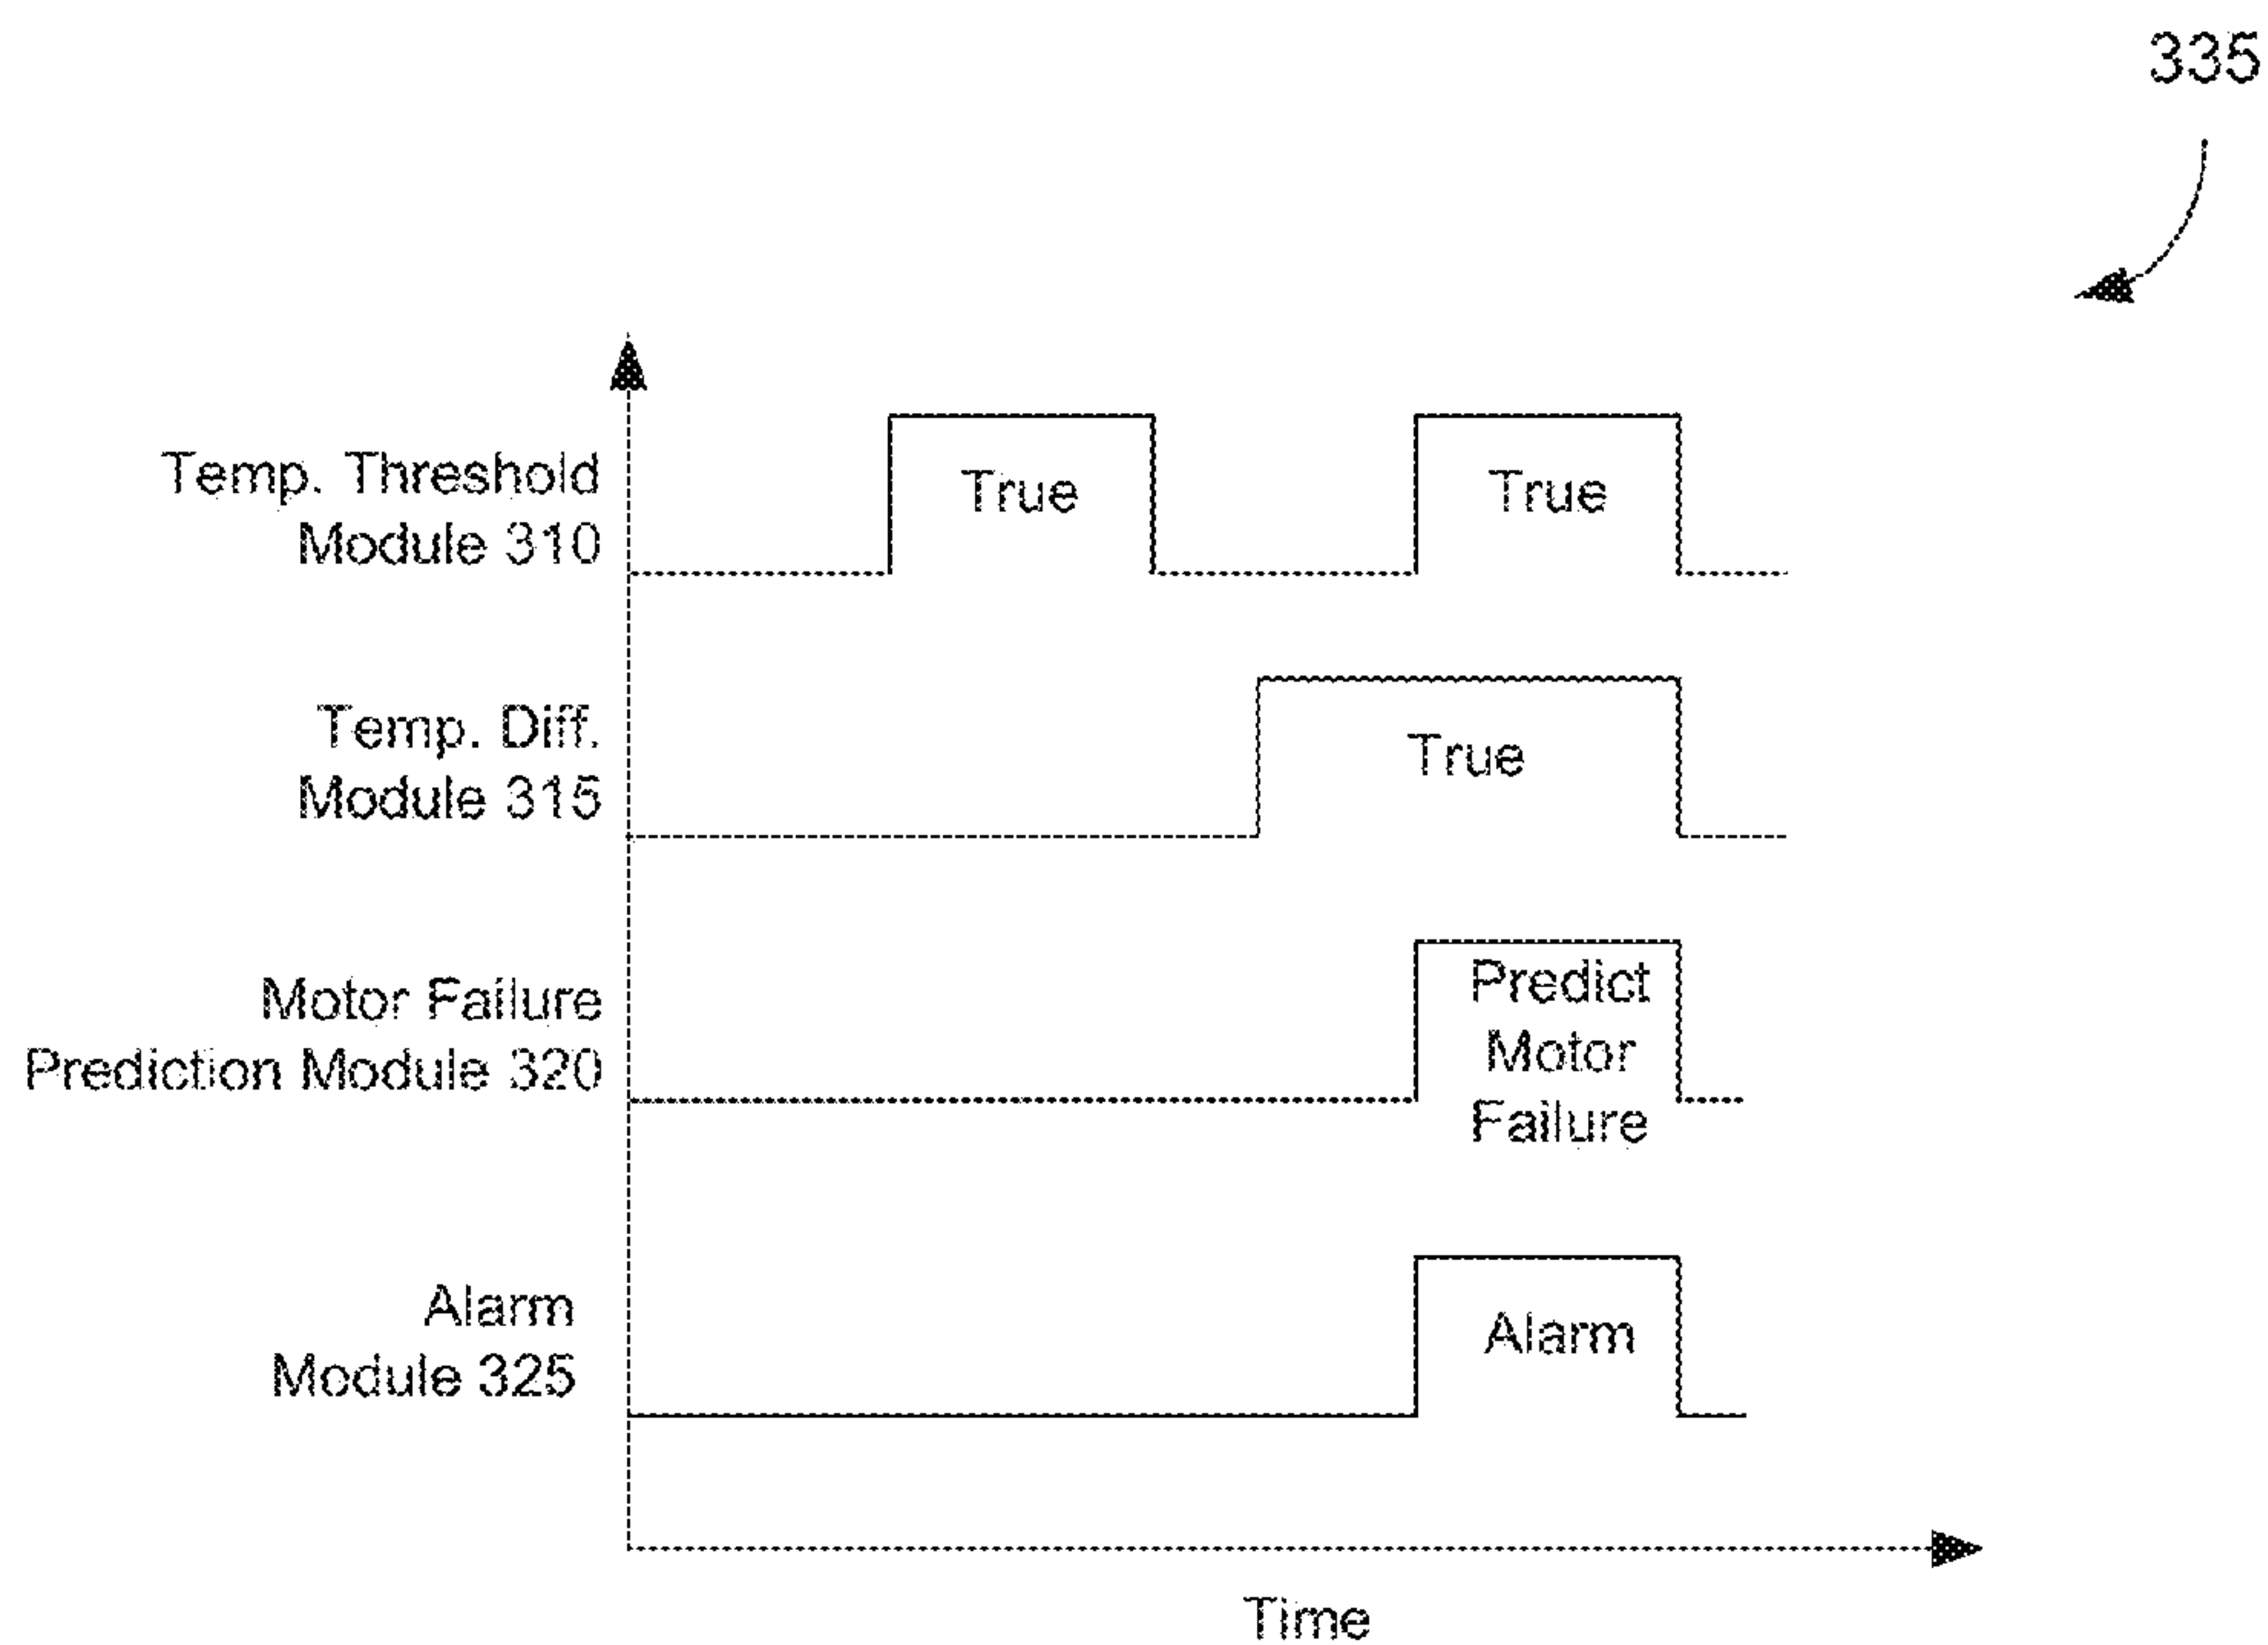 335
Temp. Threshold
Module 310
True
True
Temp. Diff.
Module 315
True
Motor Failure
Prediction Module 320
Predict
Motor
Failure
Alarm
Module 325
Alarm
Time